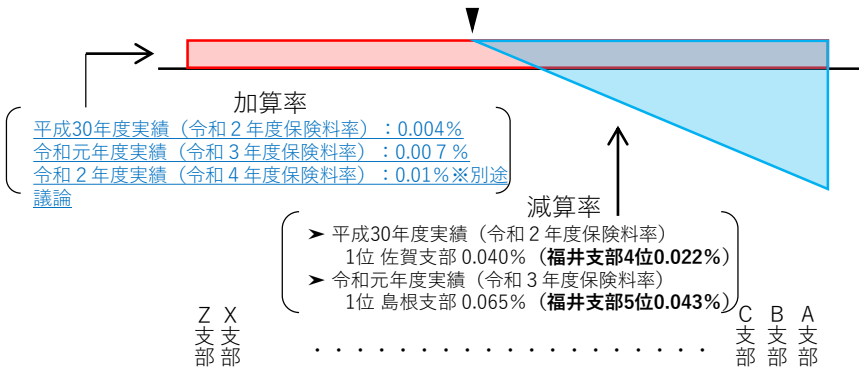 加算率
平成30年度実績（令和２年度保険料率）：0.004%
令和元年度実績（令和３年度保険料率）：0.00７%
令和２年度実績（令和４年度保険料率）：0.01%※別途
議論
減算率
➤ 平成30年度実績（令和２年度保険料率）
1位 佐賀支部 0.040%（福井支部4位0.022%）
➤ 令和元年度実績（令和３年度保険料率）
1位 島根支部 0.065%（福井支部5位0.043%）
Z支部
X支部
・・・・・・・・・・・・・・・・・・・
C支部
B支部
A支部